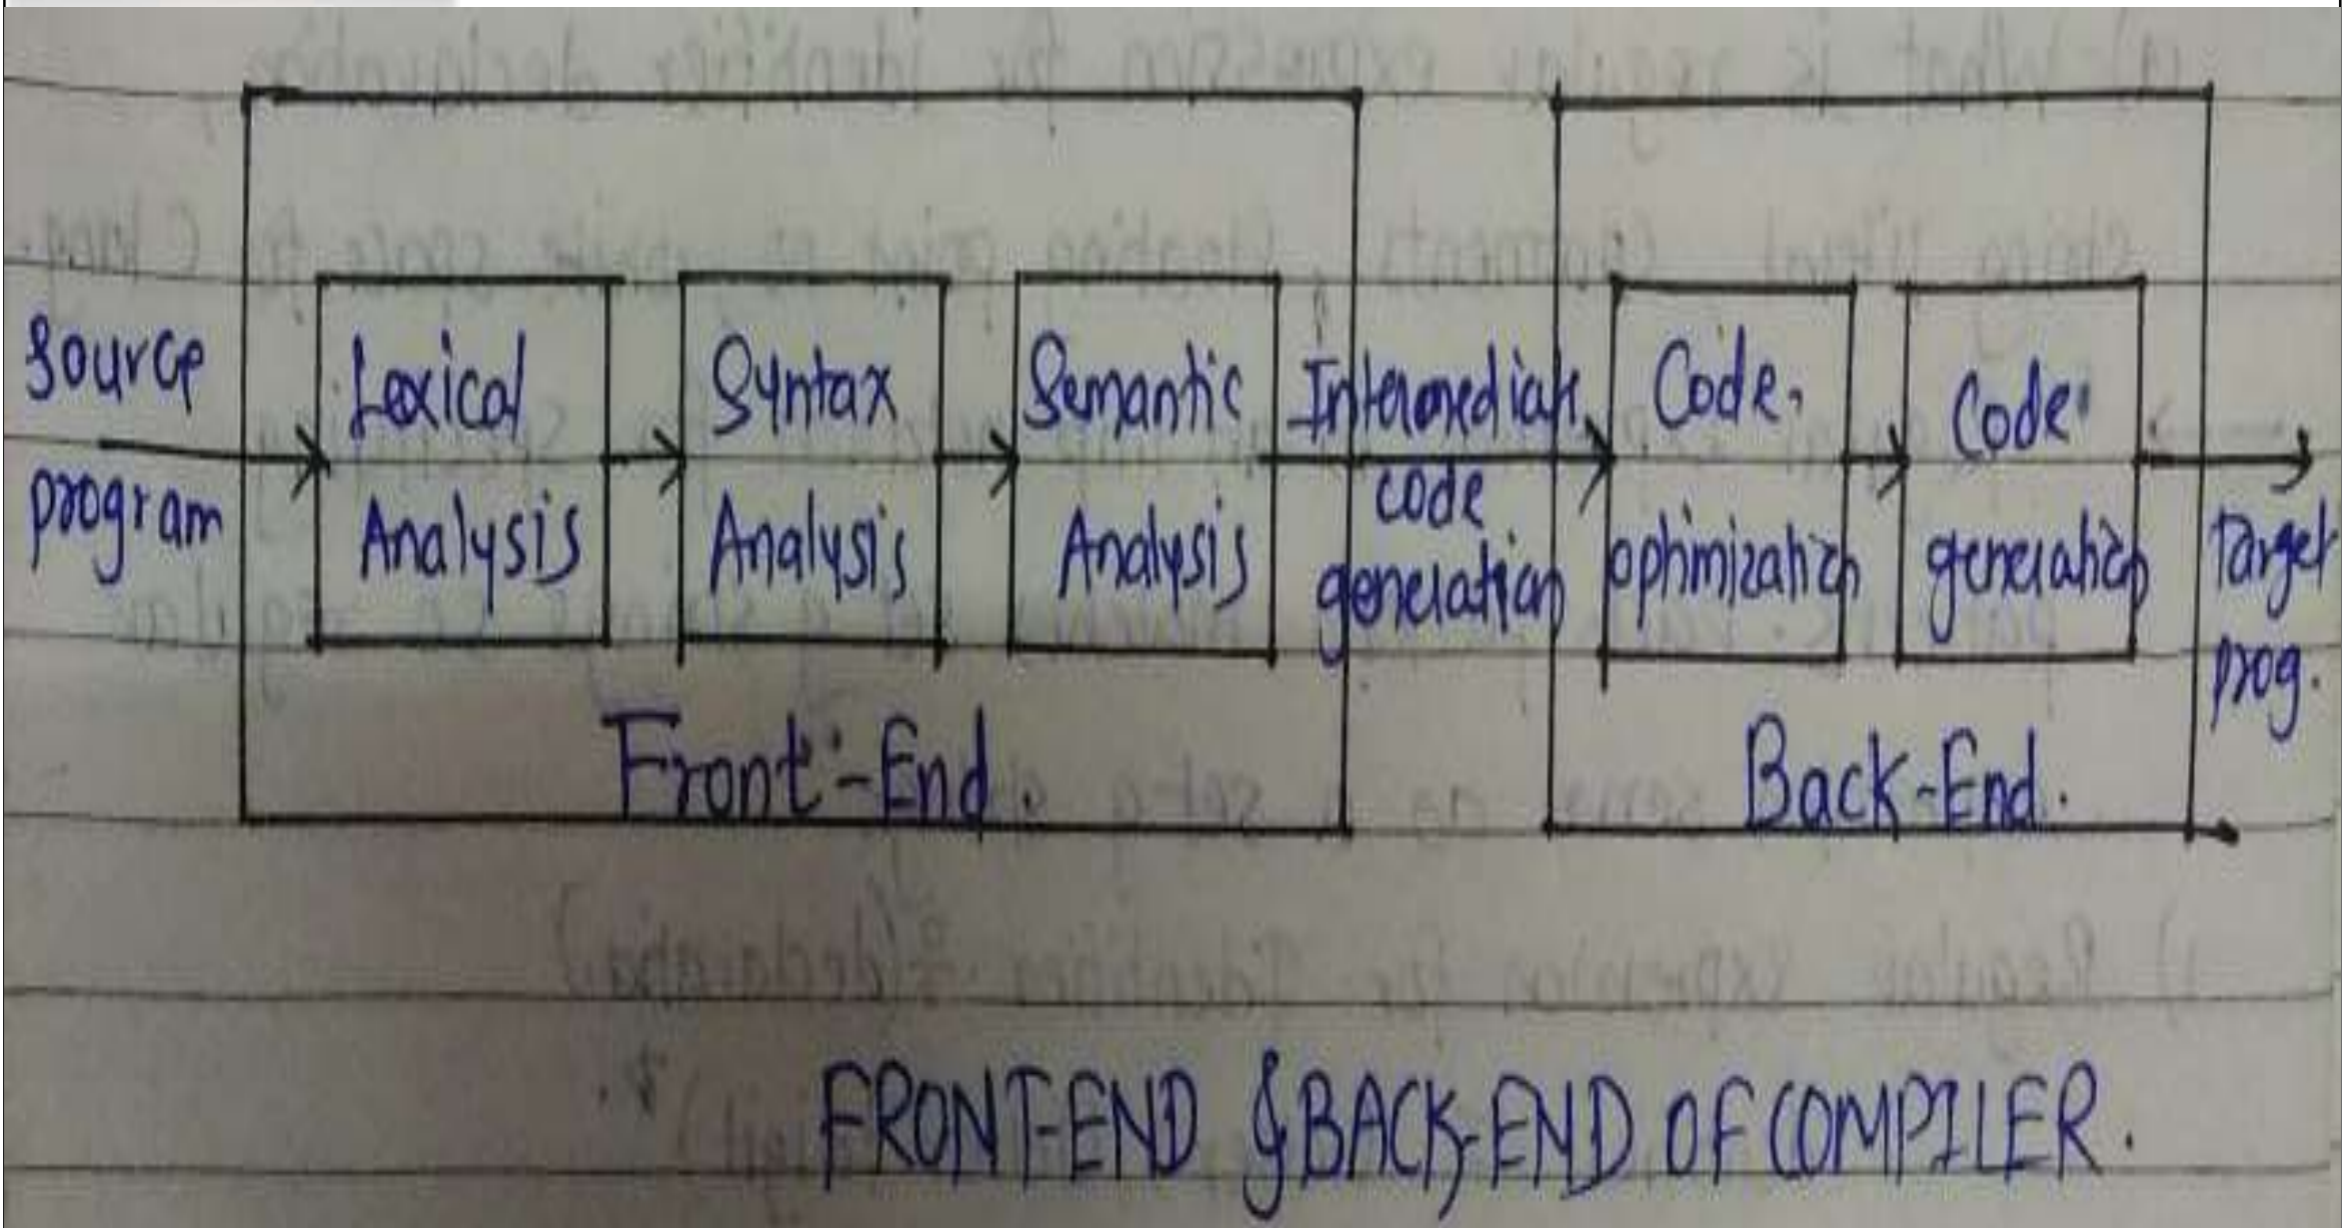 Source
program
Lexical
Analysis
Syntax
Analysis
Semantic
Analysis
Intermediate
code
generation
Code
optimization
Code
generation
Target
prog.
Front-End.
Back-End.
FRONT-END & BACK-END OF COMPILER.